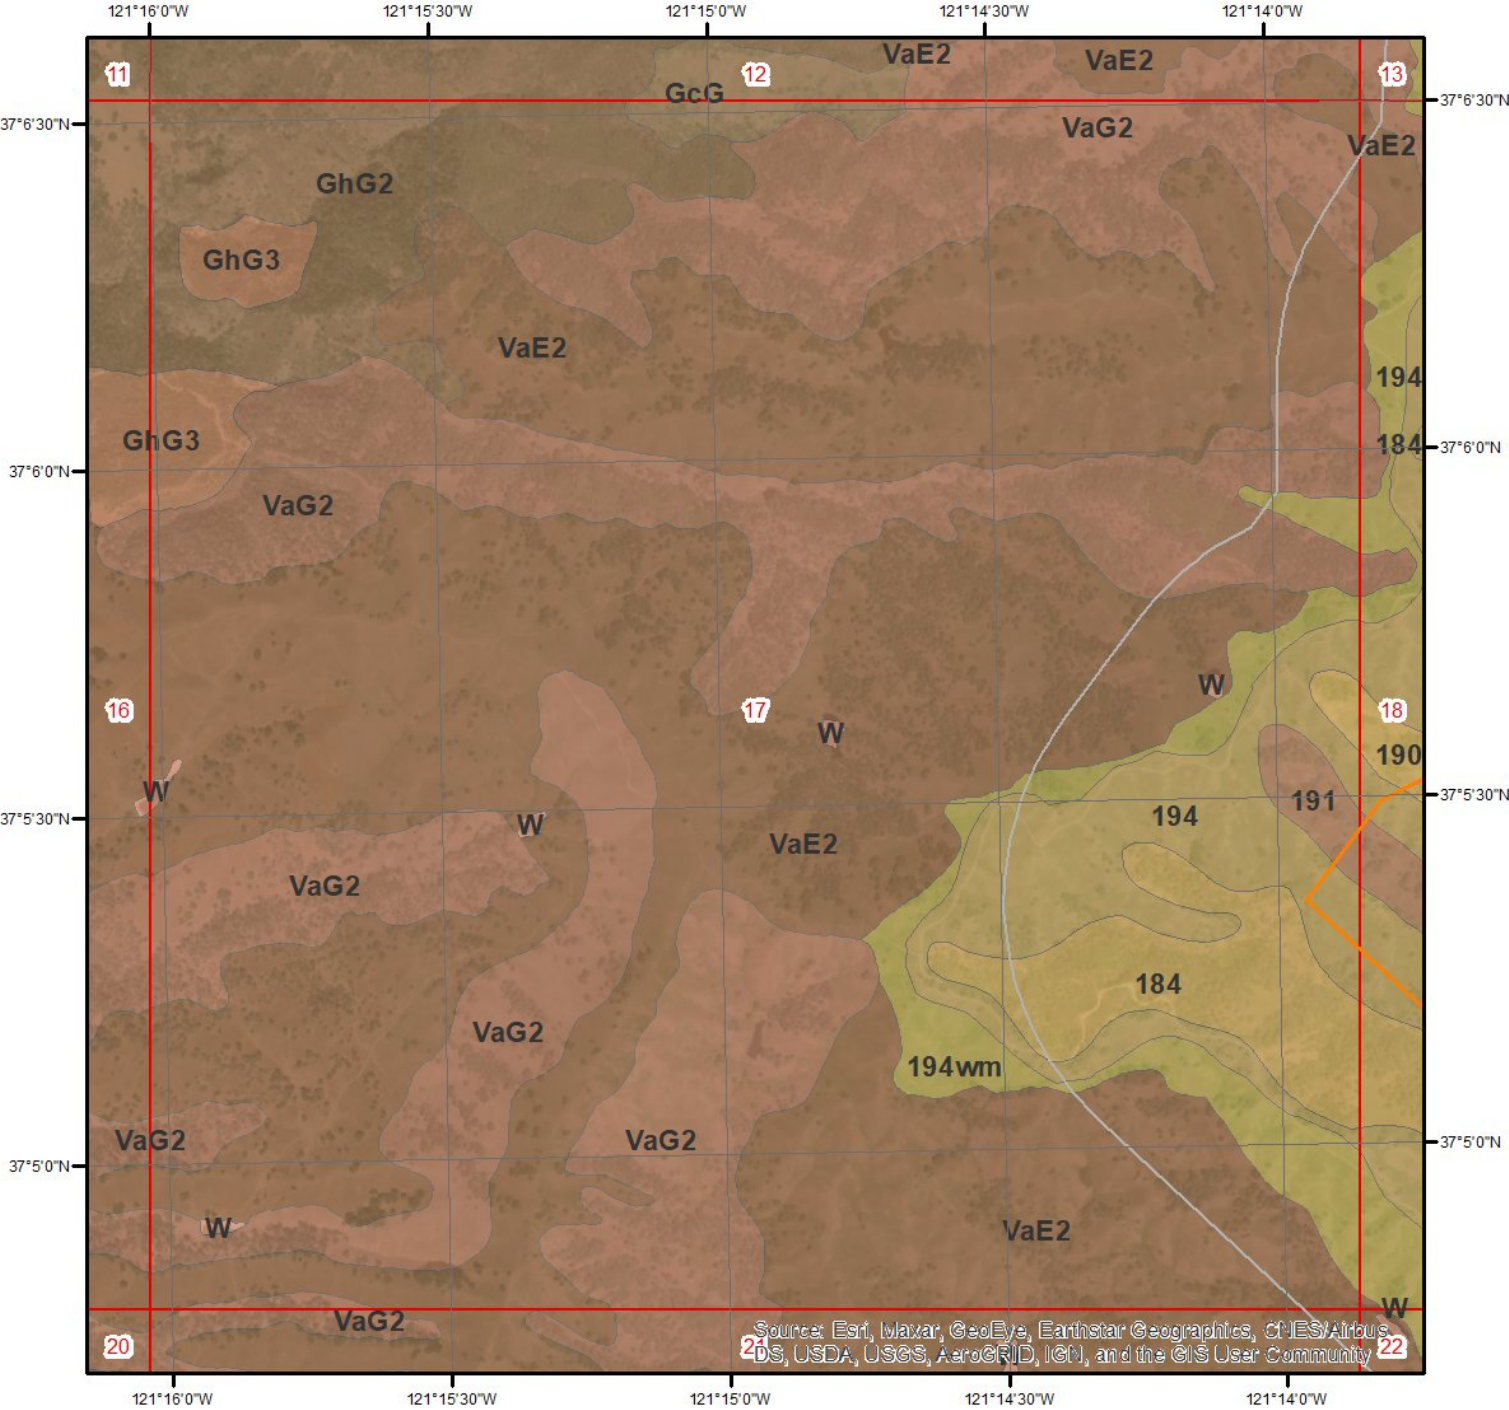 121°16'0"W 121°15'30"W 121°15'0"W 121°14'30"W 121°14'0"W
11 12 VaE2 VaE2 13
GcG
37°6'30"N 37°6'30"N
VaG2
VaE2
GhG2
GhG3
VaE2
194
GhG3 184
37°6'0"N 37°6'0"N
VaG2
W
16 17 18
W
190
W 191
37°5'30"N 37°5'30"N
194
W
VaE2
VaG2
184
VaG2
194wm
VaG2 VaG2
37°5'0"N 37°5'0"N
W VaE2
W
VaG2
Source: Esri, Maxar, GeoEye, Earthstar Geographics, CNES/Airbus
20 21 DS, USDA, USGS, AeroGRID, IGN, and the GIS User Community 22
121°16'0"W 121°15'30"W 121°15'0"W 121°14'30"W 121°14'0"W